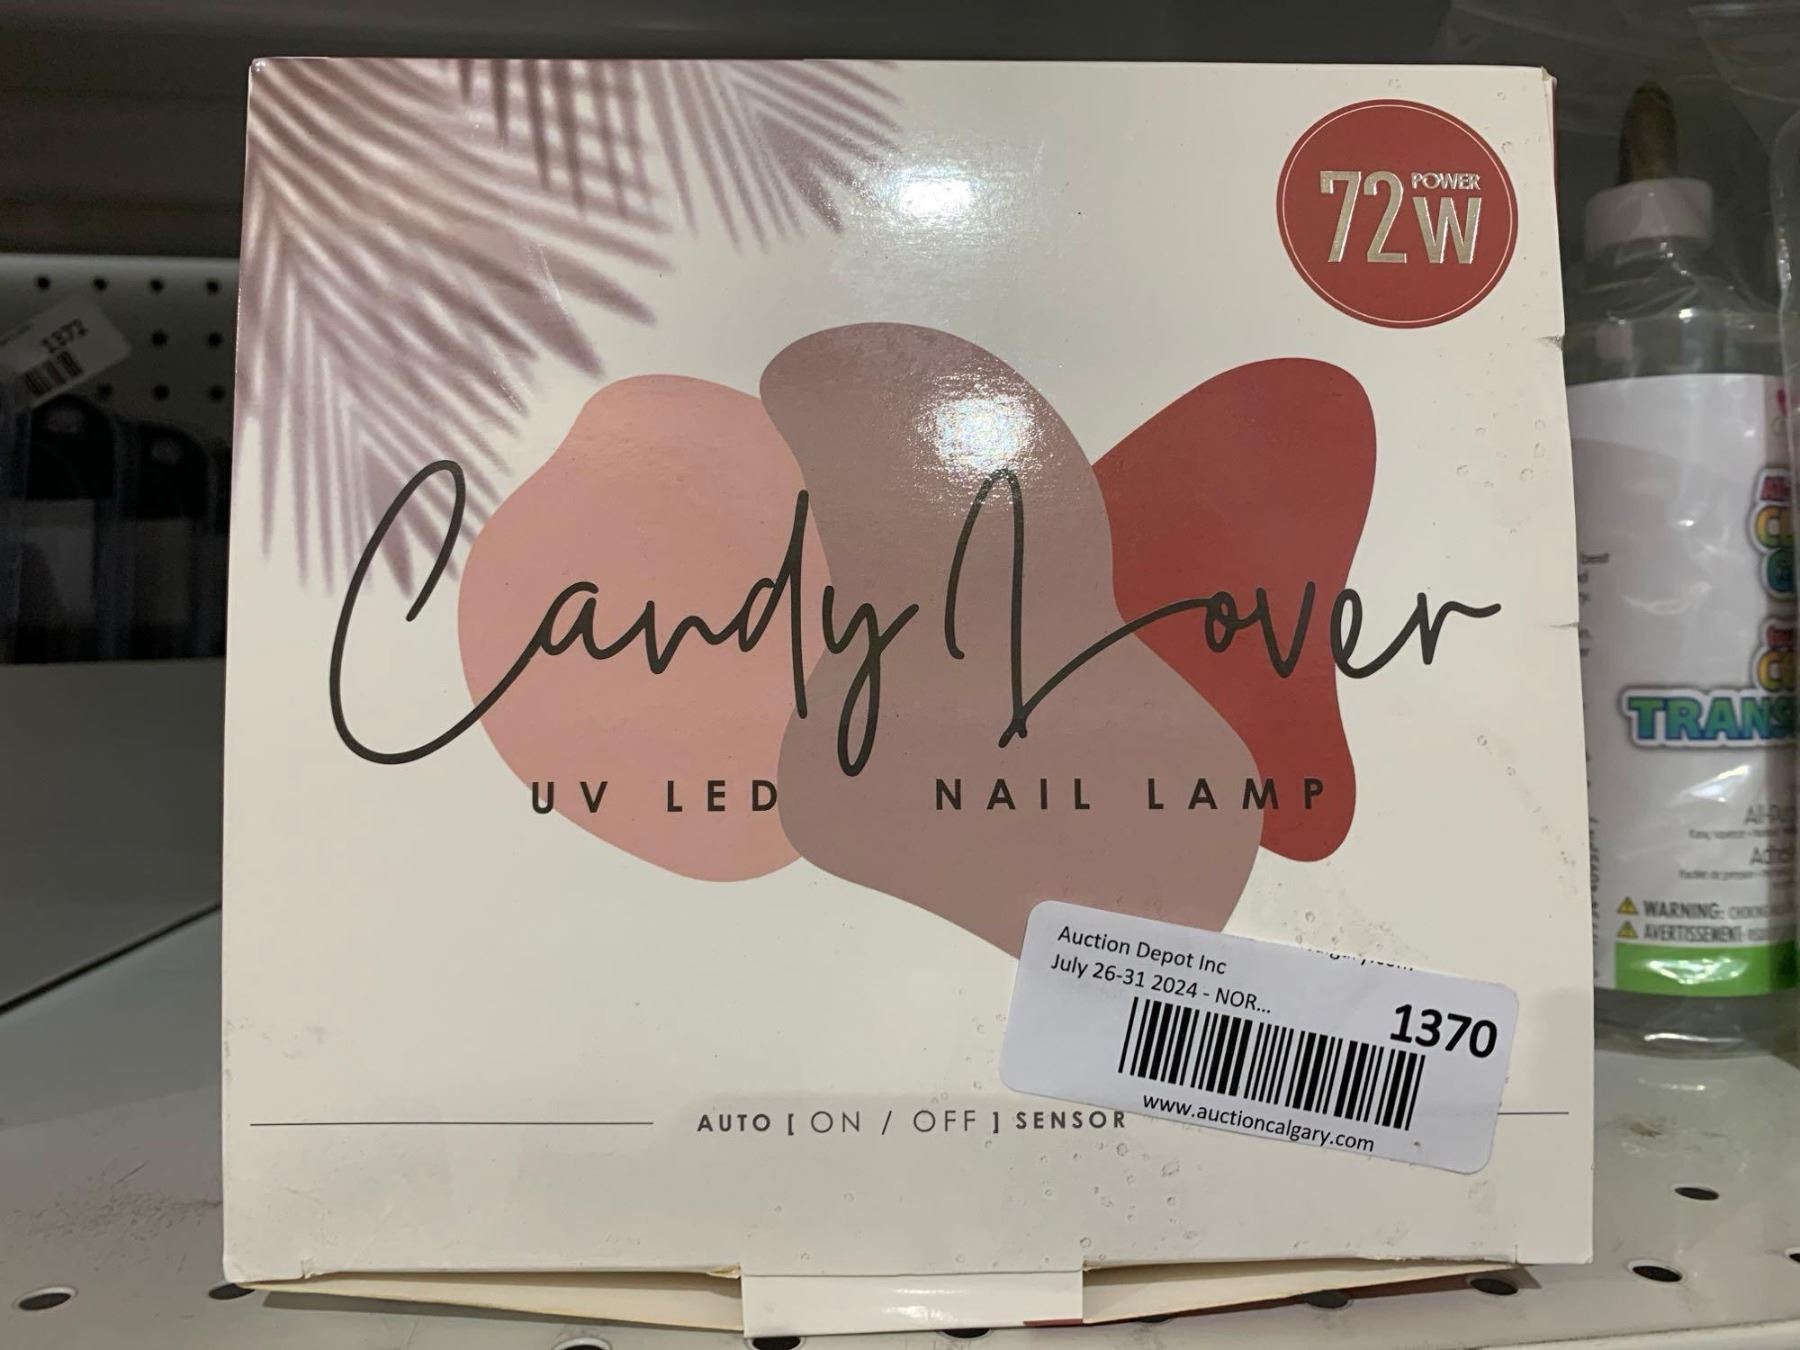 POWER
72W
Candy Lover
UV LED NAIL LAMP
AUTO [ ON / OFF ] SENSOR
Auction Depot Inc
July 26-31 2024 - NOR...
1370
www.auctioncalgary.com
1371
TRANS
WARNING:
AVERTISSEMENT: